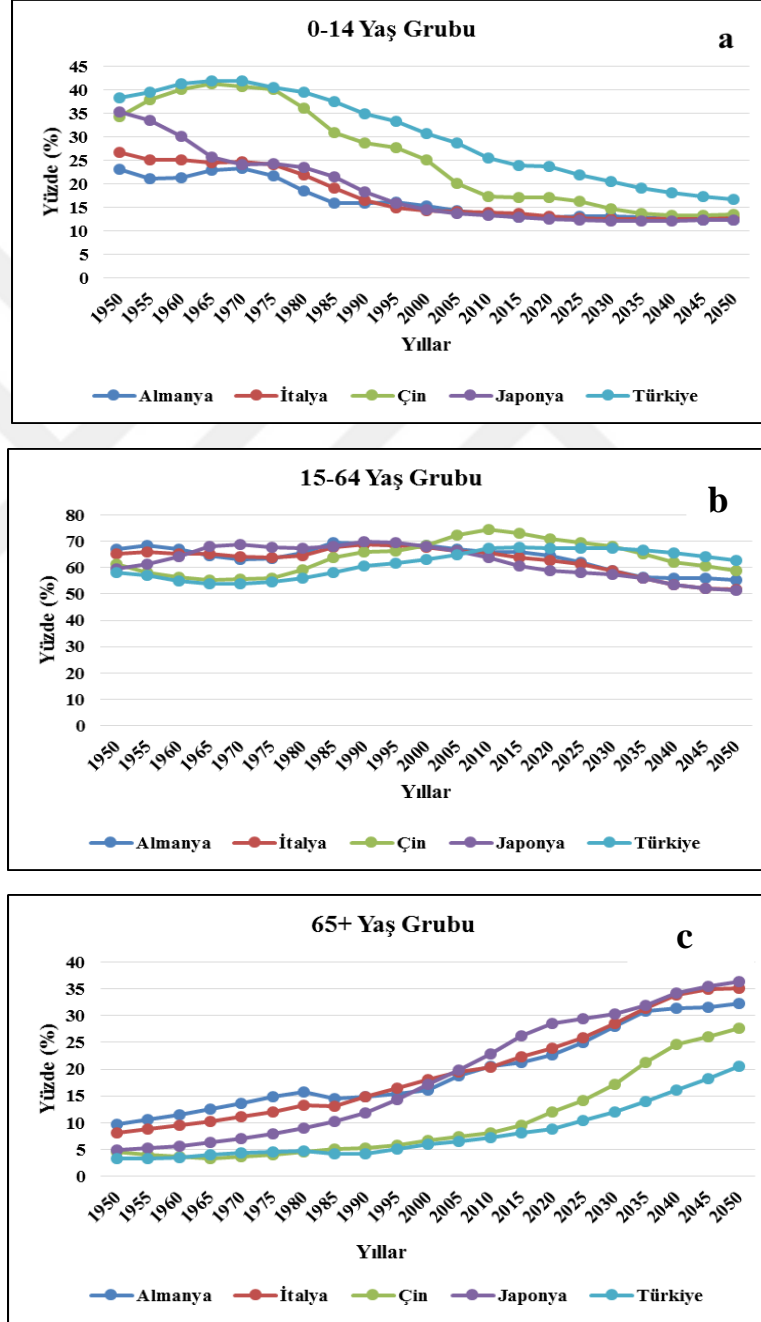 0-14 Yaş Grubu
a
Yüzde (%)
45
40
35
30
25
20
15
10
5
0
1950 1955 1960 1965 1970 1975 1980 1985 1990 1995 2000 2005 2010 2015 2020 2025 2030 2035 2040 2045 2050
Yıllar
Almanya İtalya Çin Japonya Türkiye
15-64 Yaş Grubu
b
Yüzde (%)
80
70
60
50
40
30
20
10
0
1950 1955 1960 1965 1970 1975 1980 1985 1990 1995 2000 2005 2010 2015 2020 2025 2030 2035 2040 2045 2050
Yıllar
Almanya İtalya Çin Japonya Türkiye
65+ Yaş Grubu
c
Yüzde (%)
40
35
30
25
20
15
10
5
0
1950 1955 1960 1965 1970 1975 1980 1985 1990 1995 2000 2005 2010 2015 2020 2025 2030 2035 2040 2045 2050
Yıllar
Almanya İtalya Çin Japonya Türkiye